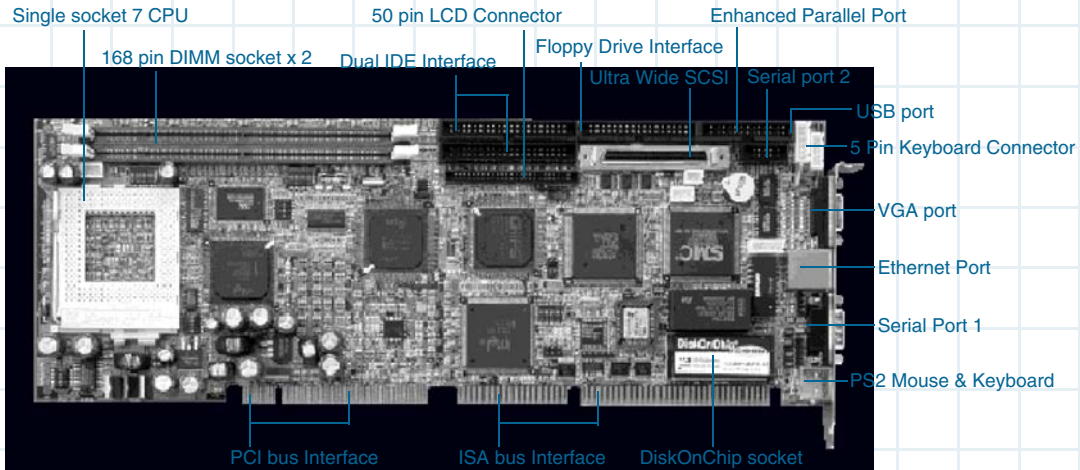 Single socket 7 CPU
50 pin LCD Connector
Enhanced Parallel Port
168 pin DIMM socket x 2
Dual IDE Interface
Floppy Drive Interface
Ultra Wide SCSI
Serial port 2
USB port
5 Pin Keyboard Connector
VGA port
SMC
Ethernet Port
Serial Port 1
DiskOnChip
PS2 Mouse & Keyboard
PCI bus Interface
ISA bus Interface
DiskOnChip socket